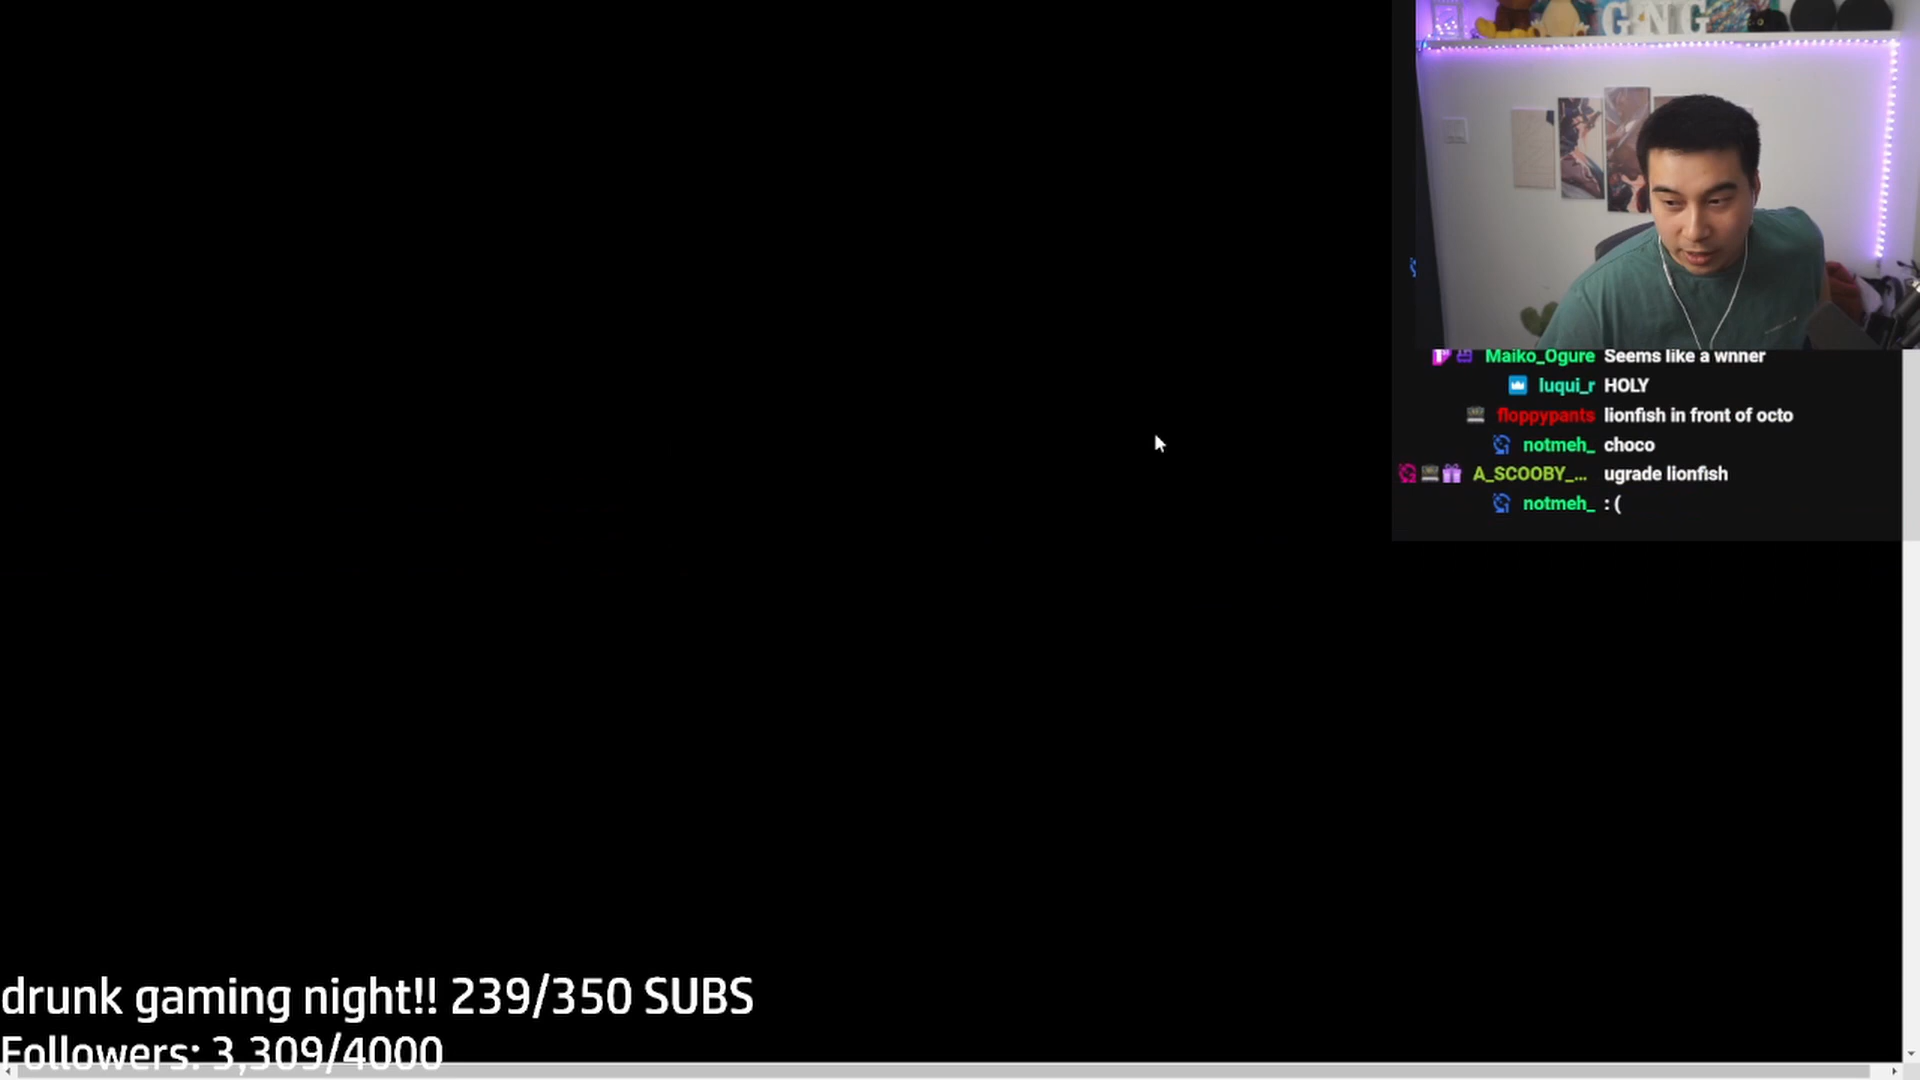 GNG
Maiko_Ogure Seems like a wnner
luqui_r HOLY
floppypants lionfish in front of octo
notmeh_ choco
A_SCOOBY_... ugrade lionfish
notmeh_ : (
drunk gaming night!! 239/350 SUBS
Followers: 3,309/4000